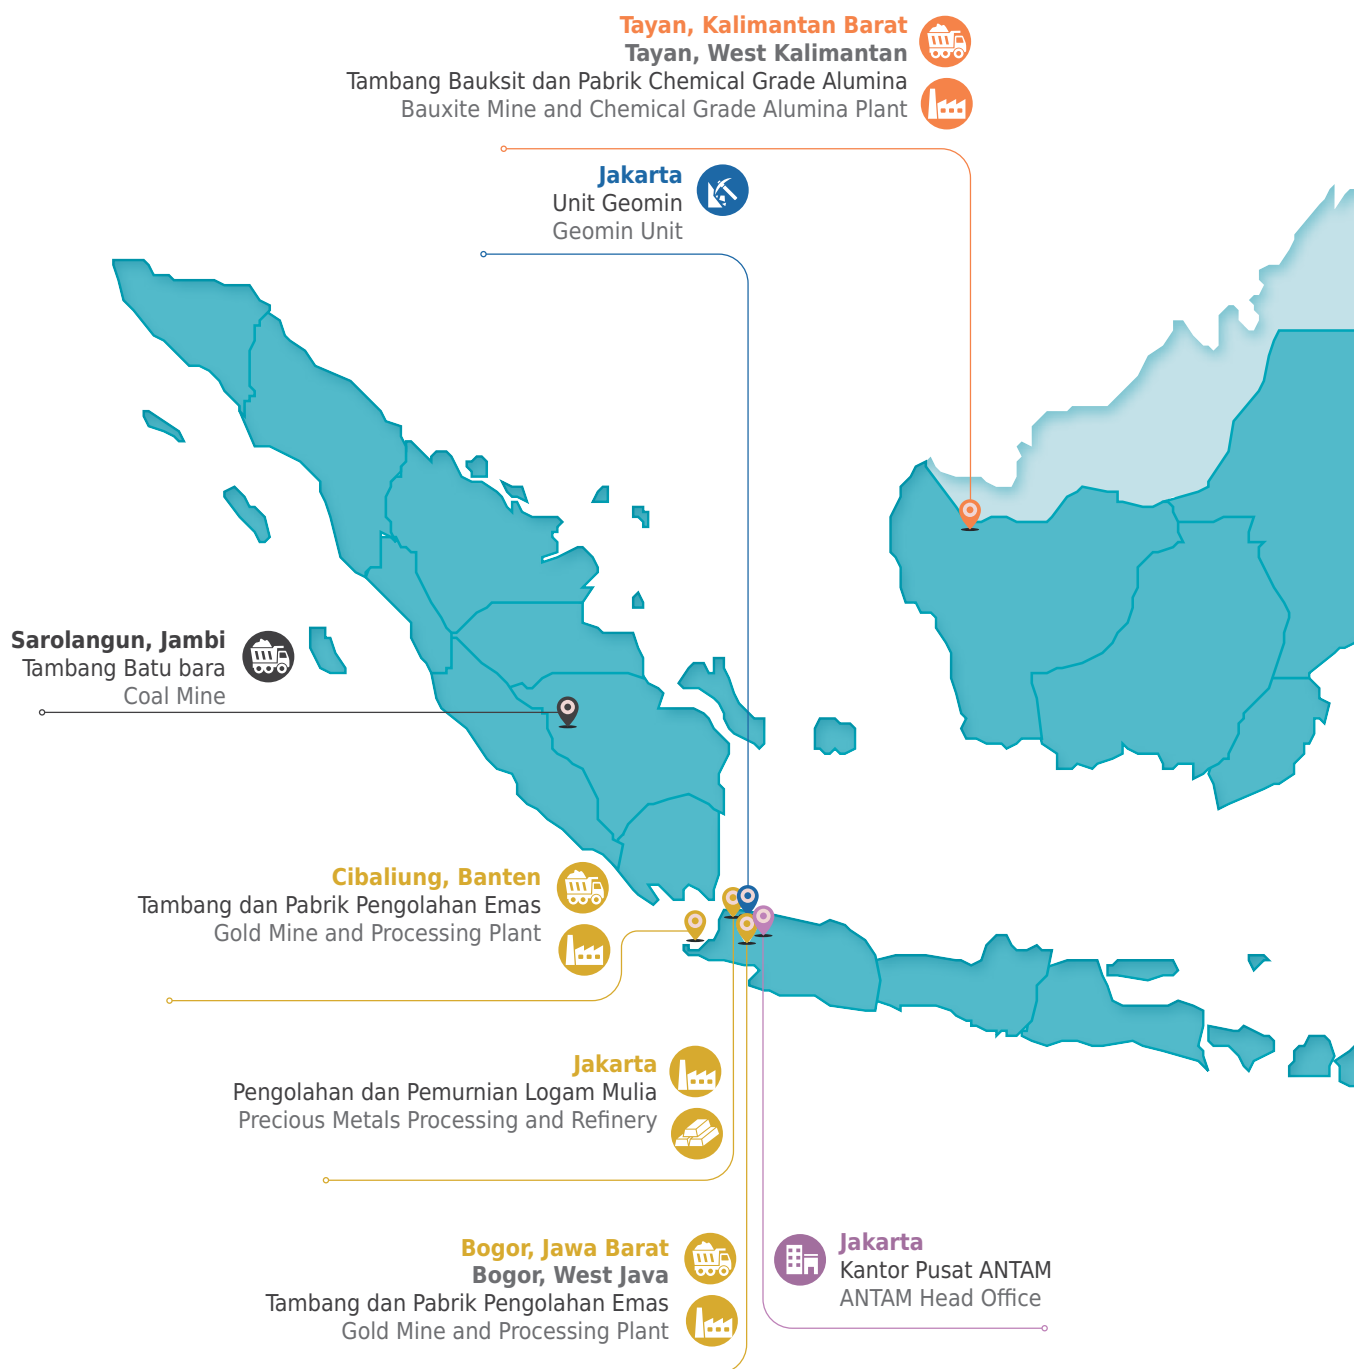 Tayan, Kalimantan Barat
Tayan, West Kalimantan
Tambang Bauksit dan Pabrik Chemical Grade Alumina
Bauxite Mine and Chemical Grade Alumina Plant
Jakarta
Unit Geomin
Geomin Unit
Sarolangun, Jambi
Tambang Batu bara
Coal Mine
Cibaliung, Banten
Tambang dan Pabrik Pengolahan Emas
Gold Mine and Processing Plant
Jakarta
Pengolahan dan Pemurnian Logam Mulia
Precious Metals Processing and Refinery
Bogor, Jawa Barat
Bogor, West Java
Tambang dan Pabrik Pengolahan Emas
Gold Mine and Processing Plant
Jakarta
Kantor Pusat ANTAM
ANTAM Head Office